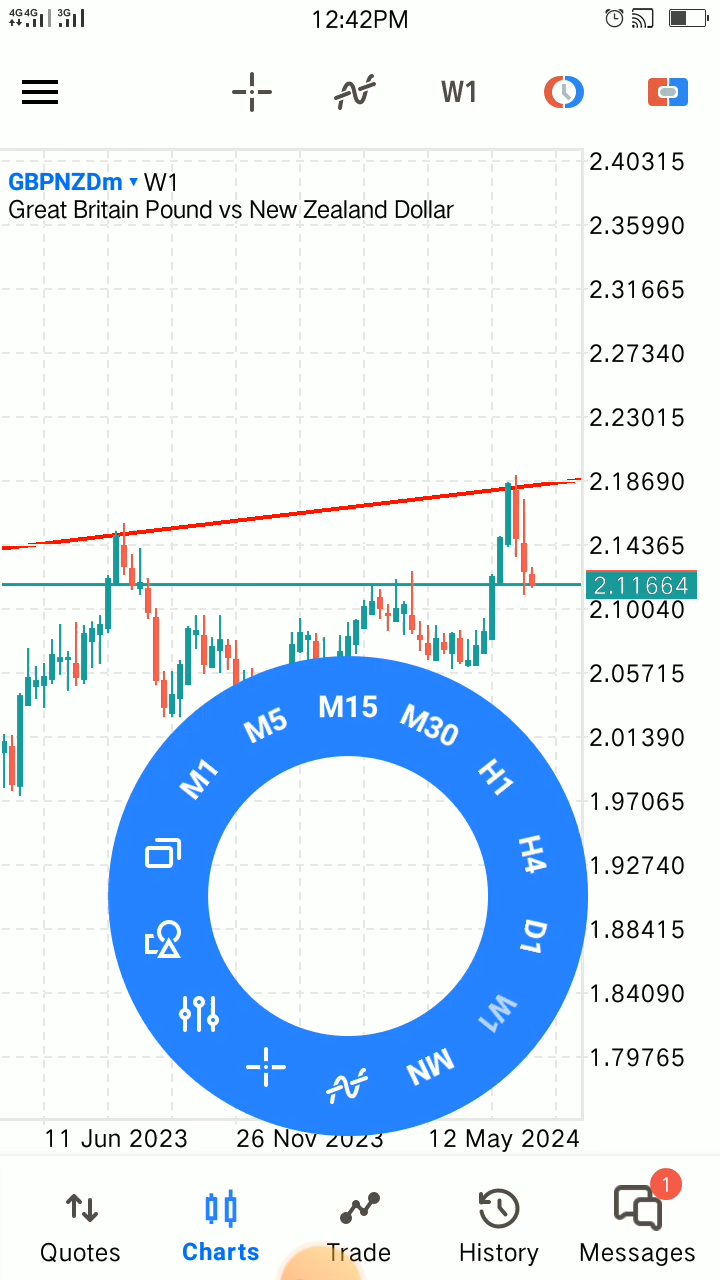 4G 4G 3G 12:42PM
W1
GBPNZDm W1
Great Britain Pound vs New Zealand Dollar
2.40315
2.35990
2.31665
2.27340
2.23015
2.18690
2.14365
2.11664
2.10040
2.05715
2.01390
1.97065
1.92740
1.88415
1.84090
1.79765
M1
M5
M15
M30
H1
H4
D1
W1
MN
11 Jun 2023 26 Nov 2023 12 May 2024
1
Quotes Charts Trade History Messages